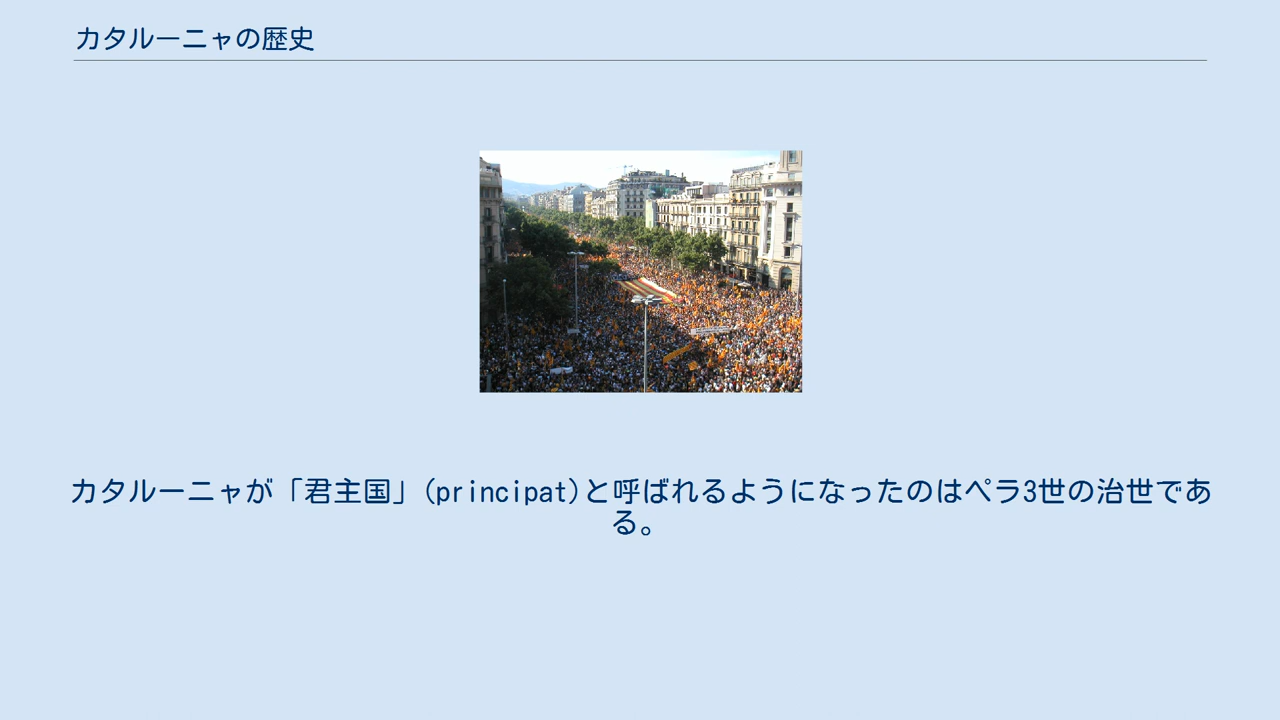 カタルーニャの歴史
カタルーニャが「君主国」(principat)と呼ばれるようになったのはペラ3世の治世であ
る。